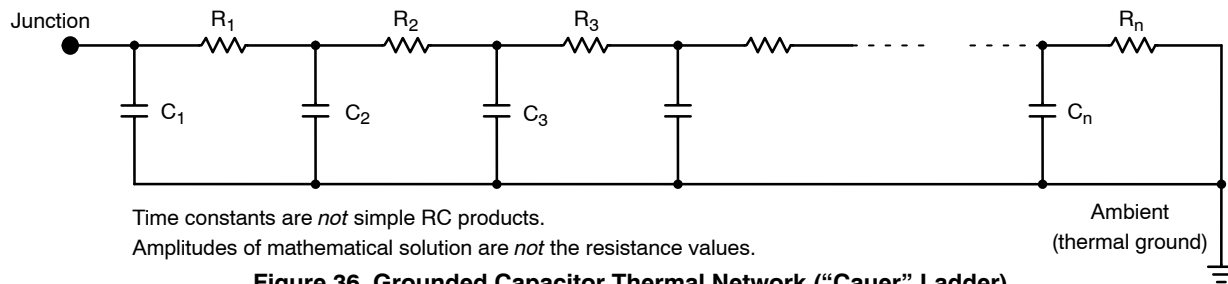 Junction
R1
R2
R3
Rn
C1
C2
C3
Cn
Time constants are not simple RC products.
Amplitudes of mathematical solution are not the resistance values.
Ambient
(thermal ground)
Figure 36. Grounded Capacitor Thermal Network (“Cauer” Ladder)